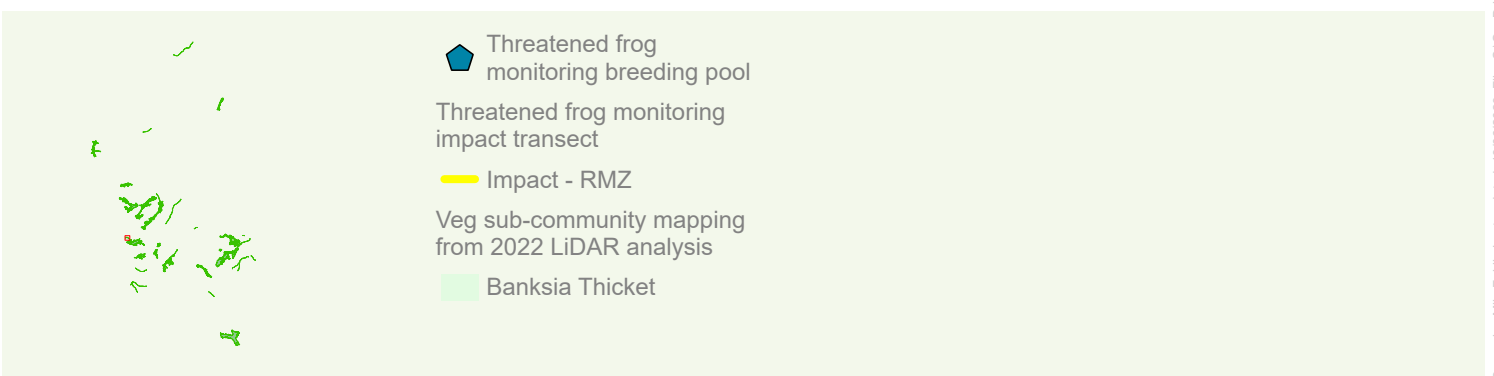 Threatened frog
monitoring breeding pool
Threatened frog monitoring
impact transect
Impact - RMZ
Veg sub-community mapping
from 2022 LiDAR analysis
Banksia Thicket